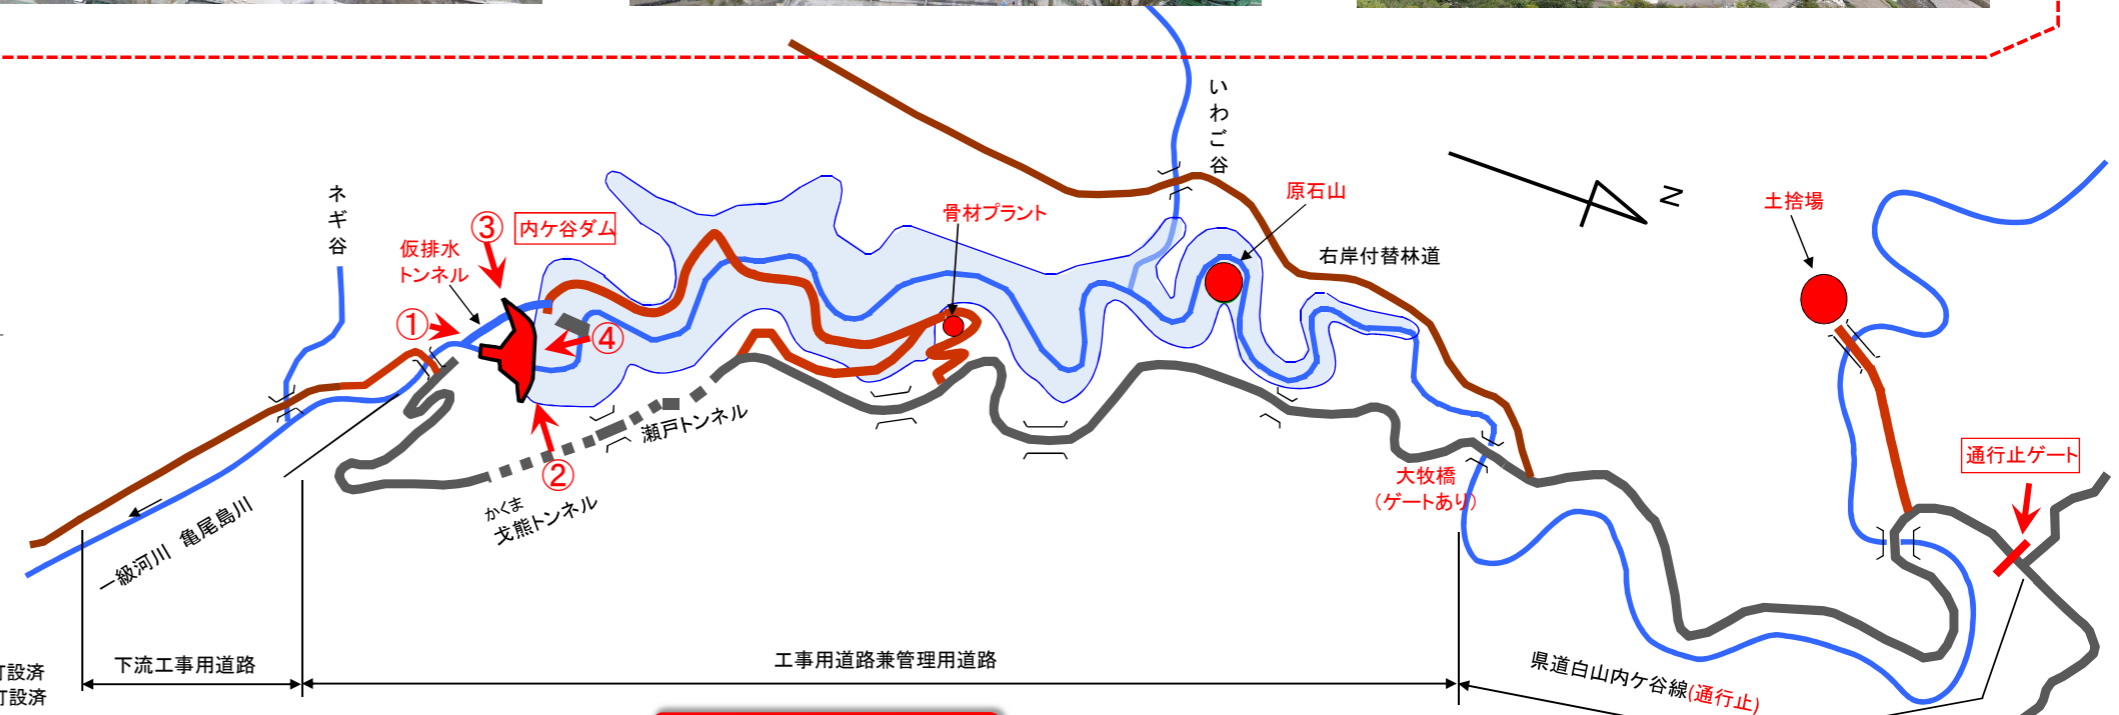 いわご谷
ネギ谷
③
内ケ谷ダム
仮排水
トンネル
骨材プラント
原石山
N
土捨場
右岸付替林道
①
④
瀬戸トンネル
②
かくま
戈熊トンネル
大牧橋
(ゲートあり)
通行止ゲート
一級河川 亀尾島川
下流工事用道路
工事用道路兼管理用道路
県道白山内ケ谷線(通行止)
設済
設済